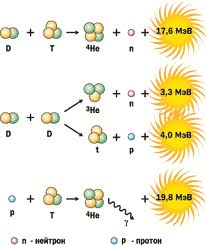 17,6 МэВ
D + T → ⁴He + n +
³He + n + 3,3 МэВ
D + D
t + p + 4,0 МэВ
p + T → ⁴He + γ + 19,8 МэВ
n - нейтрон p - протон